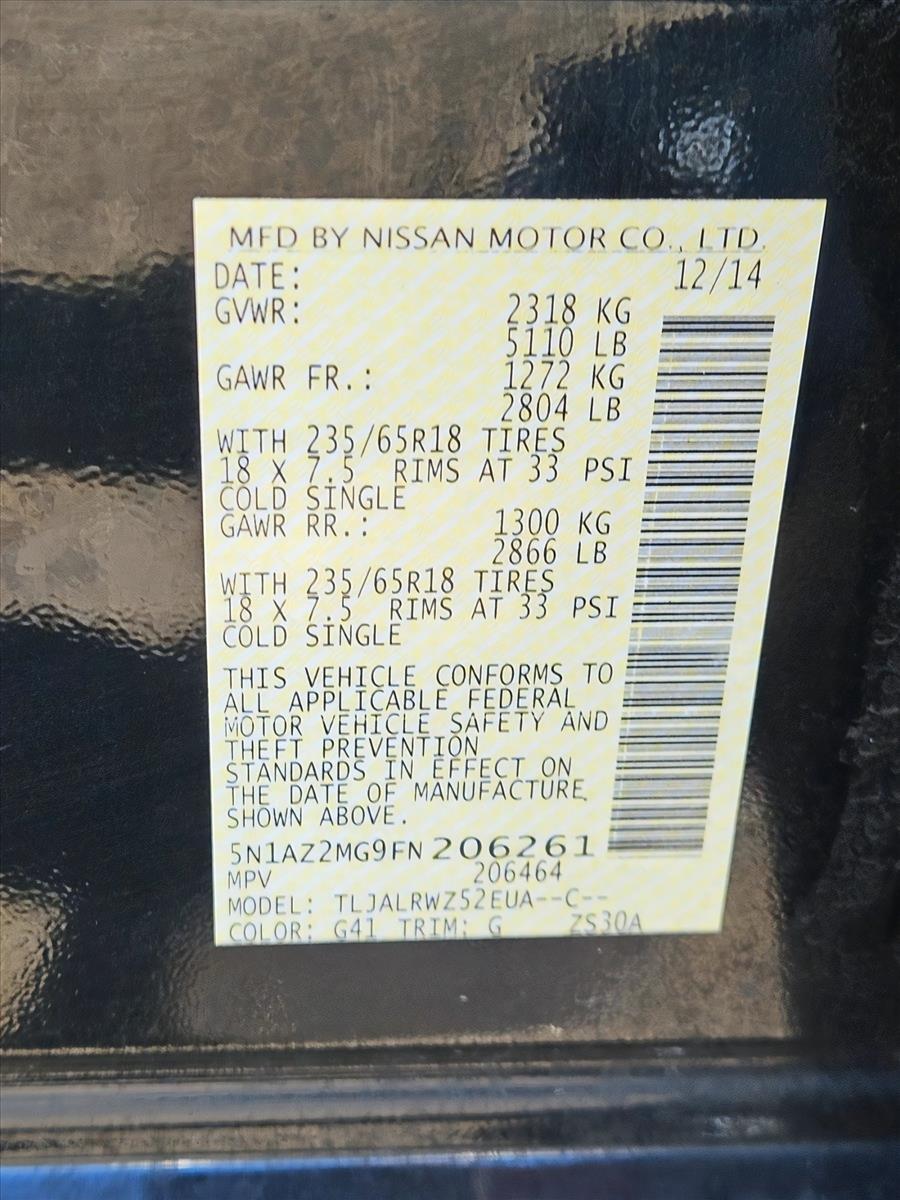 MFD BY NISSAN MOTOR CO., LTD.
DATE: 12/14
GVWR: 2318 KG
5110 LB
GAWR FR.: 1272 KG
2804 LB
WITH 235/65R18 TIRES
18 X 7.5 RIMS AT 33 PSI
COLD SINGLE
GAWR RR.: 1300 KG
2866 LB
WITH 235/65R18 TIRES
18 X 7.5 RIMS AT 33 PSI
COLD SINGLE
THIS VEHICLE CONFORMS TO
ALL APPLICABLE FEDERAL
MOTOR VEHICLE SAFETY AND
THEFT PREVENTION
STANDARDS IN EFFECT ON
THE DATE OF MANUFACTURE
SHOWN ABOVE.
5N1AZ2MG9FN206261
MPV 206464
MODEL: TLJALRWZ52EUA--C--
COLOR: G41 TRIM: G ZS30A